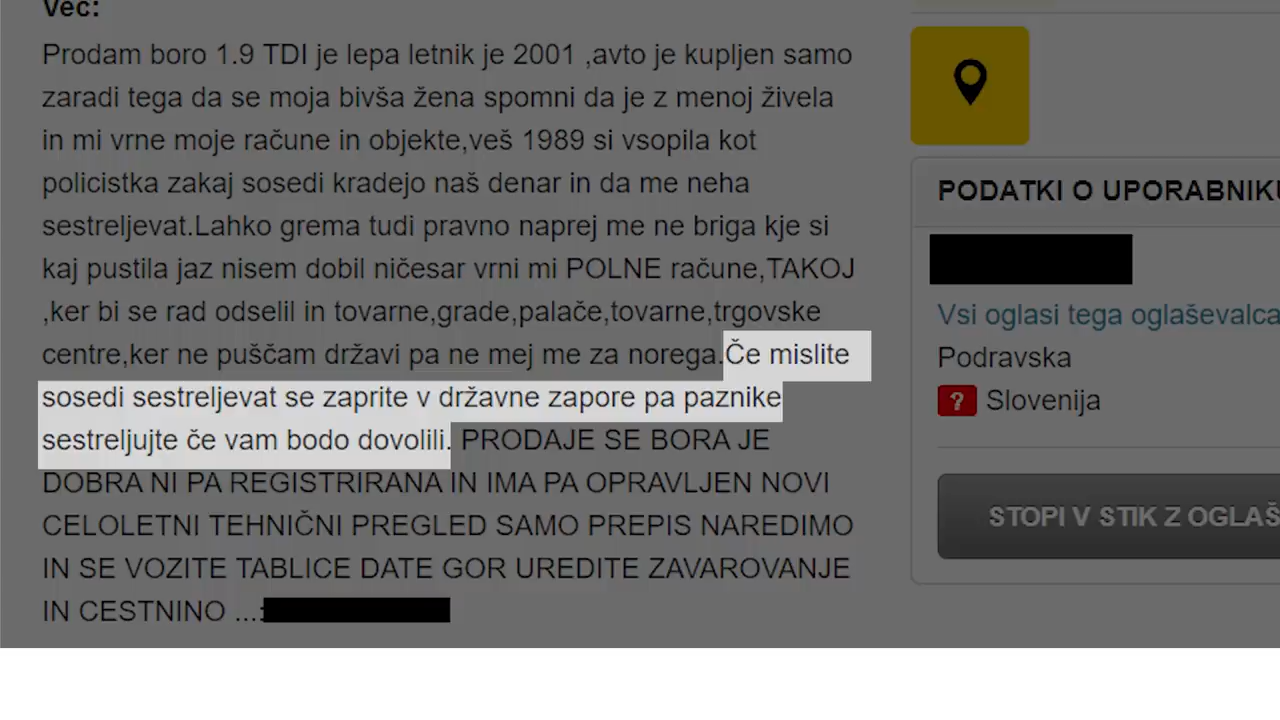 Več:
Prodam boro 1.9 TDI je lepa letnik je 2001 ,avto je kupljen samo
zaradi tega da se moja bivša žena spomni da je z menoj živela
in mi vrne moje račune in objekte,veš 1989 si vsopila kot
policistka zakaj sosedi kradejo naš denar in da me neha
sestreljevat.Lahko grema tudi pravno naprej me ne briga kje si
kaj pustila jaz nisem dobil ničesar vrni mi POLNE račune,TAKOJ
,ker bi se rad odselil in tovarne,grade,palače,tovarne,trgovske
centre,ker ne puščam državi pa ne mej me za norega.Če mislite
sosedi sestreljevat se zaprite v državne zapore pa paznike
sestreljujte če vam bodo dovolili. PRODAJE SE BORA JE
DOBRA NI PA REGISTRIRANA IN IMA PA OPRAVLJEN NOVI
CELOLETNI TEHNIČNI PREGLED SAMO PREPIS NAREDIMO
IN SE VOZITE TABLICE DATE GOR UREDITE ZAVAROVANJE
IN CESTNINO ...:
PODATKI O UPORABNIKU
Vsi oglasi tega oglaševalca
Podravska
? Slovenija
STOPI V STIK Z OGLAŠ